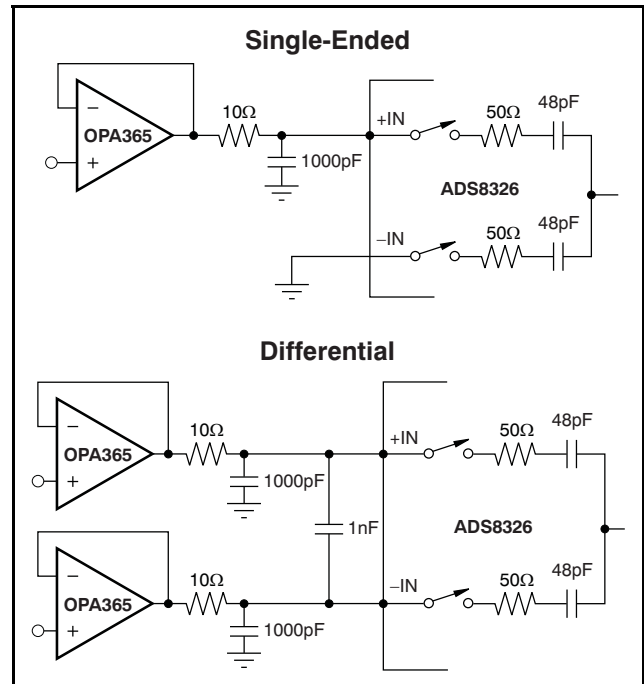 Single-Ended
−
OPA365
+
10Ω
1000pF
+IN
50Ω
48pF
ADS8326
−IN
50Ω
48pF
Differential
−
OPA365
+
10Ω
1000pF
1nF
+IN
50Ω
48pF
ADS8326
−
OPA365
+
10Ω
1000pF
−IN
50Ω
48pF